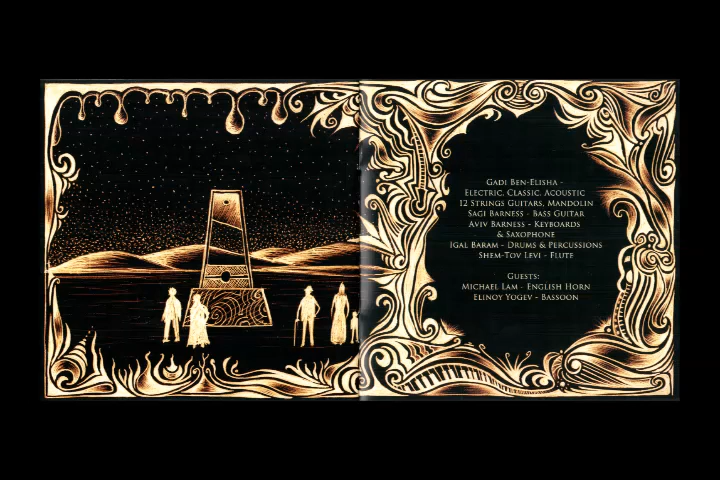 Gadi Ben-Elisha -
Electric, Classic, Acoustic
12 Strings Guitars, Mandolin
Sagi Barness - Bass Guitar
Aviv Barness - Keyboards
& Saxophone
Igal Baram - Drums & Percussions
Shem-Tov Levi - Flute
Guests:
Michael Lam - English Horn
Elinoy Yogev - Bassoon